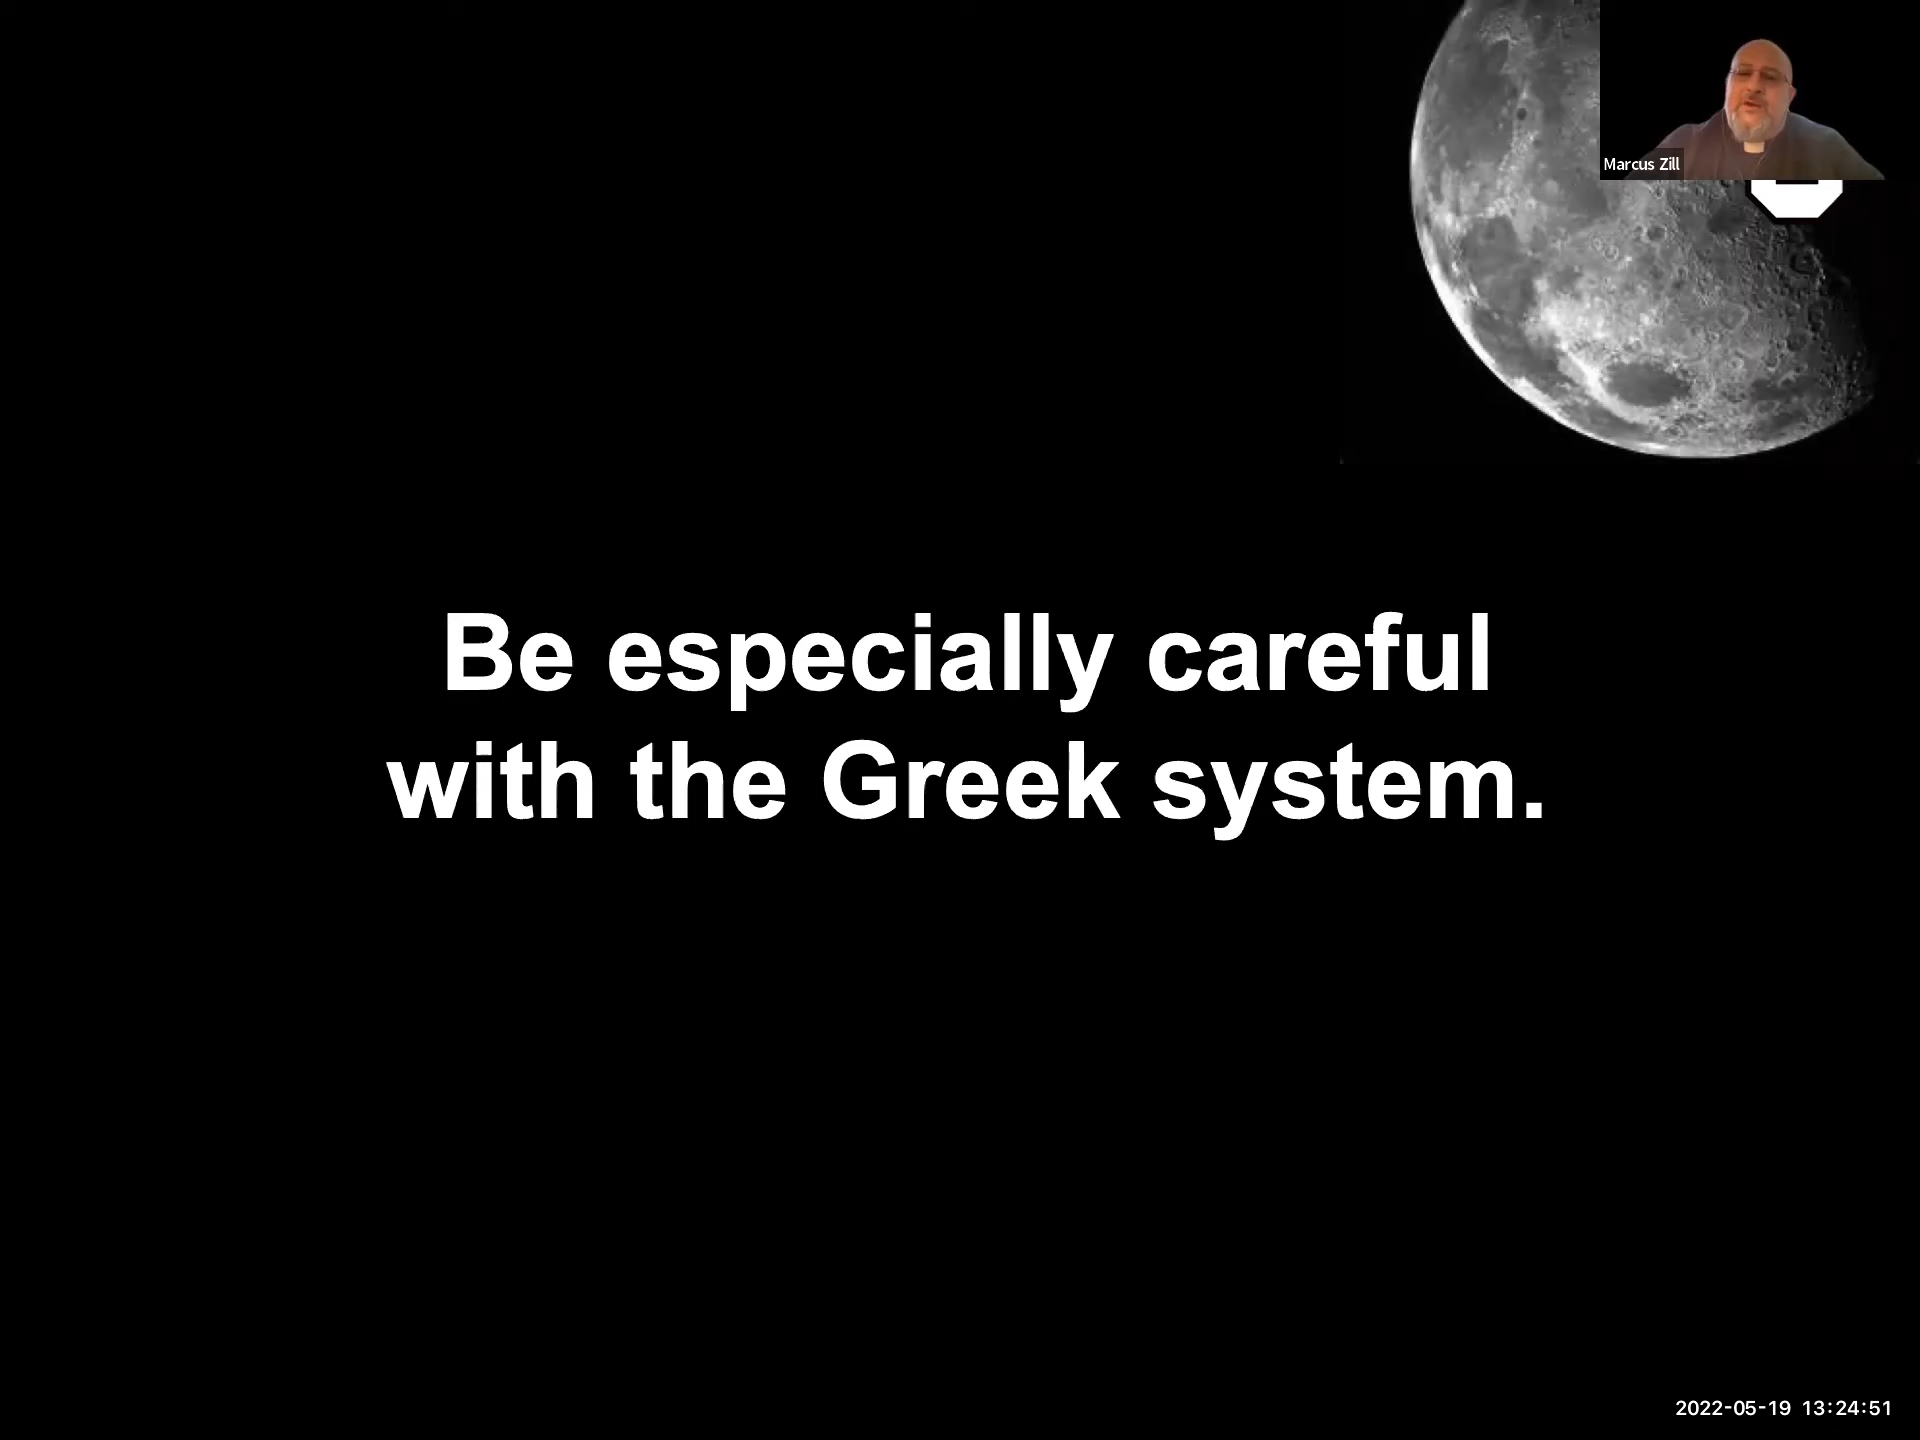 Marcus Zill
Be especially careful
with the Greek system.
2022-05-19 13:24:51